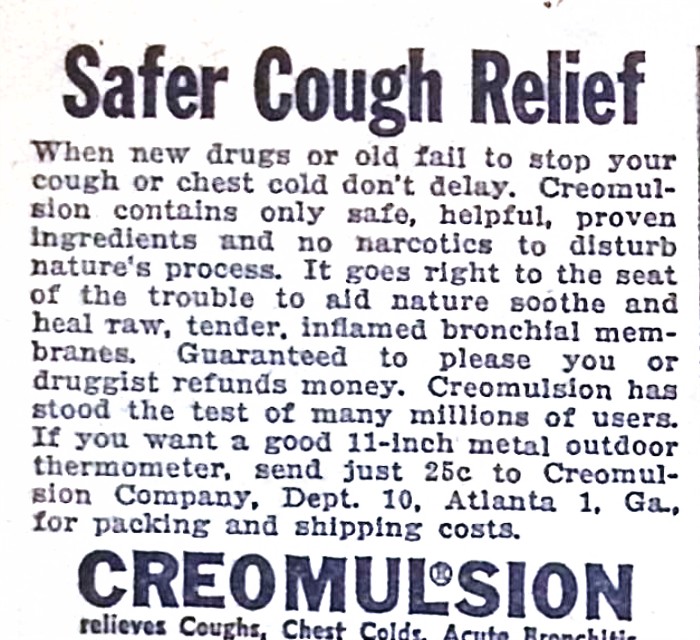 Safer Cough Relief
When new drugs or old fail to stop your
cough or chest cold don't delay. Creomul-
sion contains only safe, helpful, proven
ingredients and no narcotics to disturb
nature's process. It goes right to the seat
of the trouble to aid nature soothe and
heal raw, tender, inflamed bronchial mem-
branes. Guaranteed to please you or
druggist refunds money. Creomulsion has
stood the test of many millions of users.
If you want a good 11-inch metal outdoor
thermometer, send just 25c to Creomul-
sion Company, Dept. 10, Atlanta 1, Ga.,
for packing and shipping costs.
CREOMUL®SION
relieves Coughs, Chest Colds, Acute Bronchitis